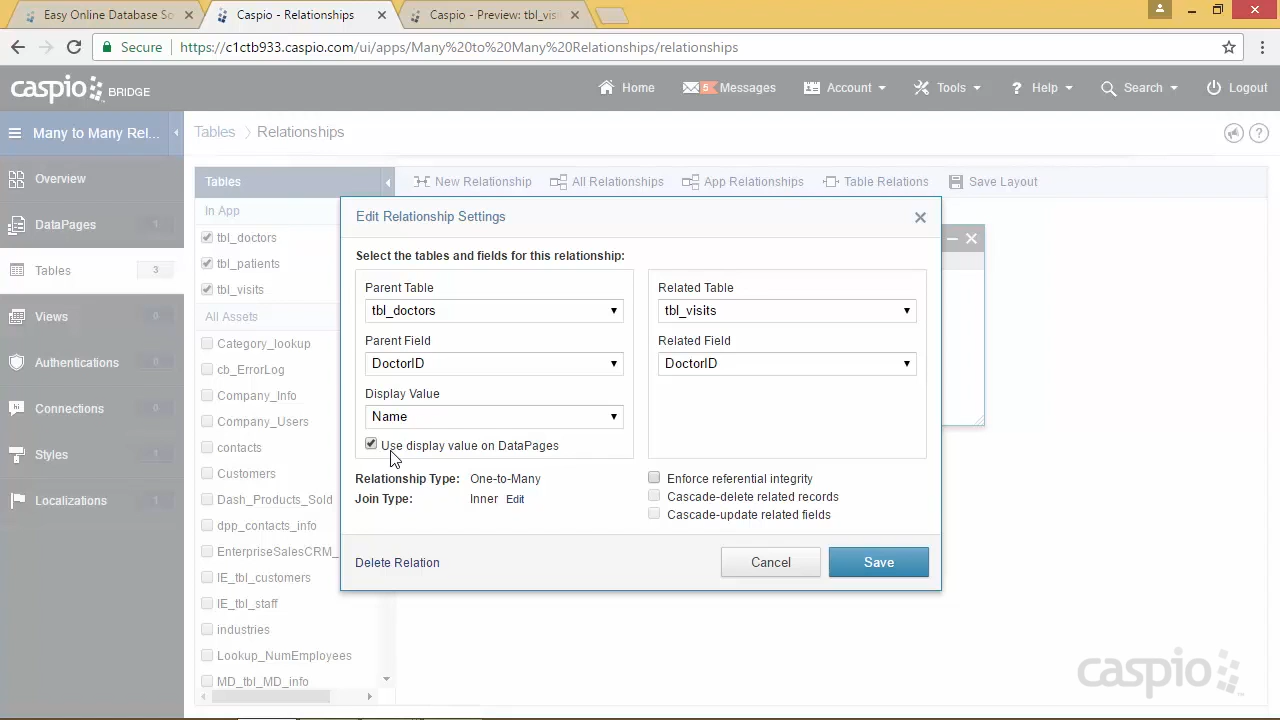 Easy Online Database So
Caspio - Relationships
Caspio - Preview: tbl_vis
Secure
https://c1ctb933.caspio.com/ui/apps/Many%20to%20Many%20Relationships/relationships
caspio BRIDGE
Home
5 Messages
Account
Tools
? Help
Search
Logout
Many to Many Rel...
Tables
Relationships
?
Overview
DataPages 1
Tables 3
Views 0
Authentications 0
Connections 0
Styles 1
Localizations 1
Tables
New Relationship
All Relationships
App Relationships
Table Relations
Save Layout
In App
tbl_doctors
tbl_patients
tbl_visits
All Assets
Category_lookup
cb_ErrorLog
Company_Info
Company_Users
contacts
Customers
Dash_Products_Sold
dpp_contacts_info
EnterpriseSalesCRM_
IE_tbl_customers
IE_tbl_staff
industries
Lookup_NumEmployees
MD_tbl_MD_info
Edit Relationship Settings
Select the tables and fields for this relationship:
Parent Table
tbl_doctors
Parent Field
DoctorID
Display Value
Name
Use display value on DataPages
Related Table
tbl_visits
Related Field
DoctorID
Relationship Type: One-to-Many
Join Type: Inner Edit
Enforce referential integrity
Cascade-delete related records
Cascade-update related fields
Delete Relation
Cancel
Save
caspio